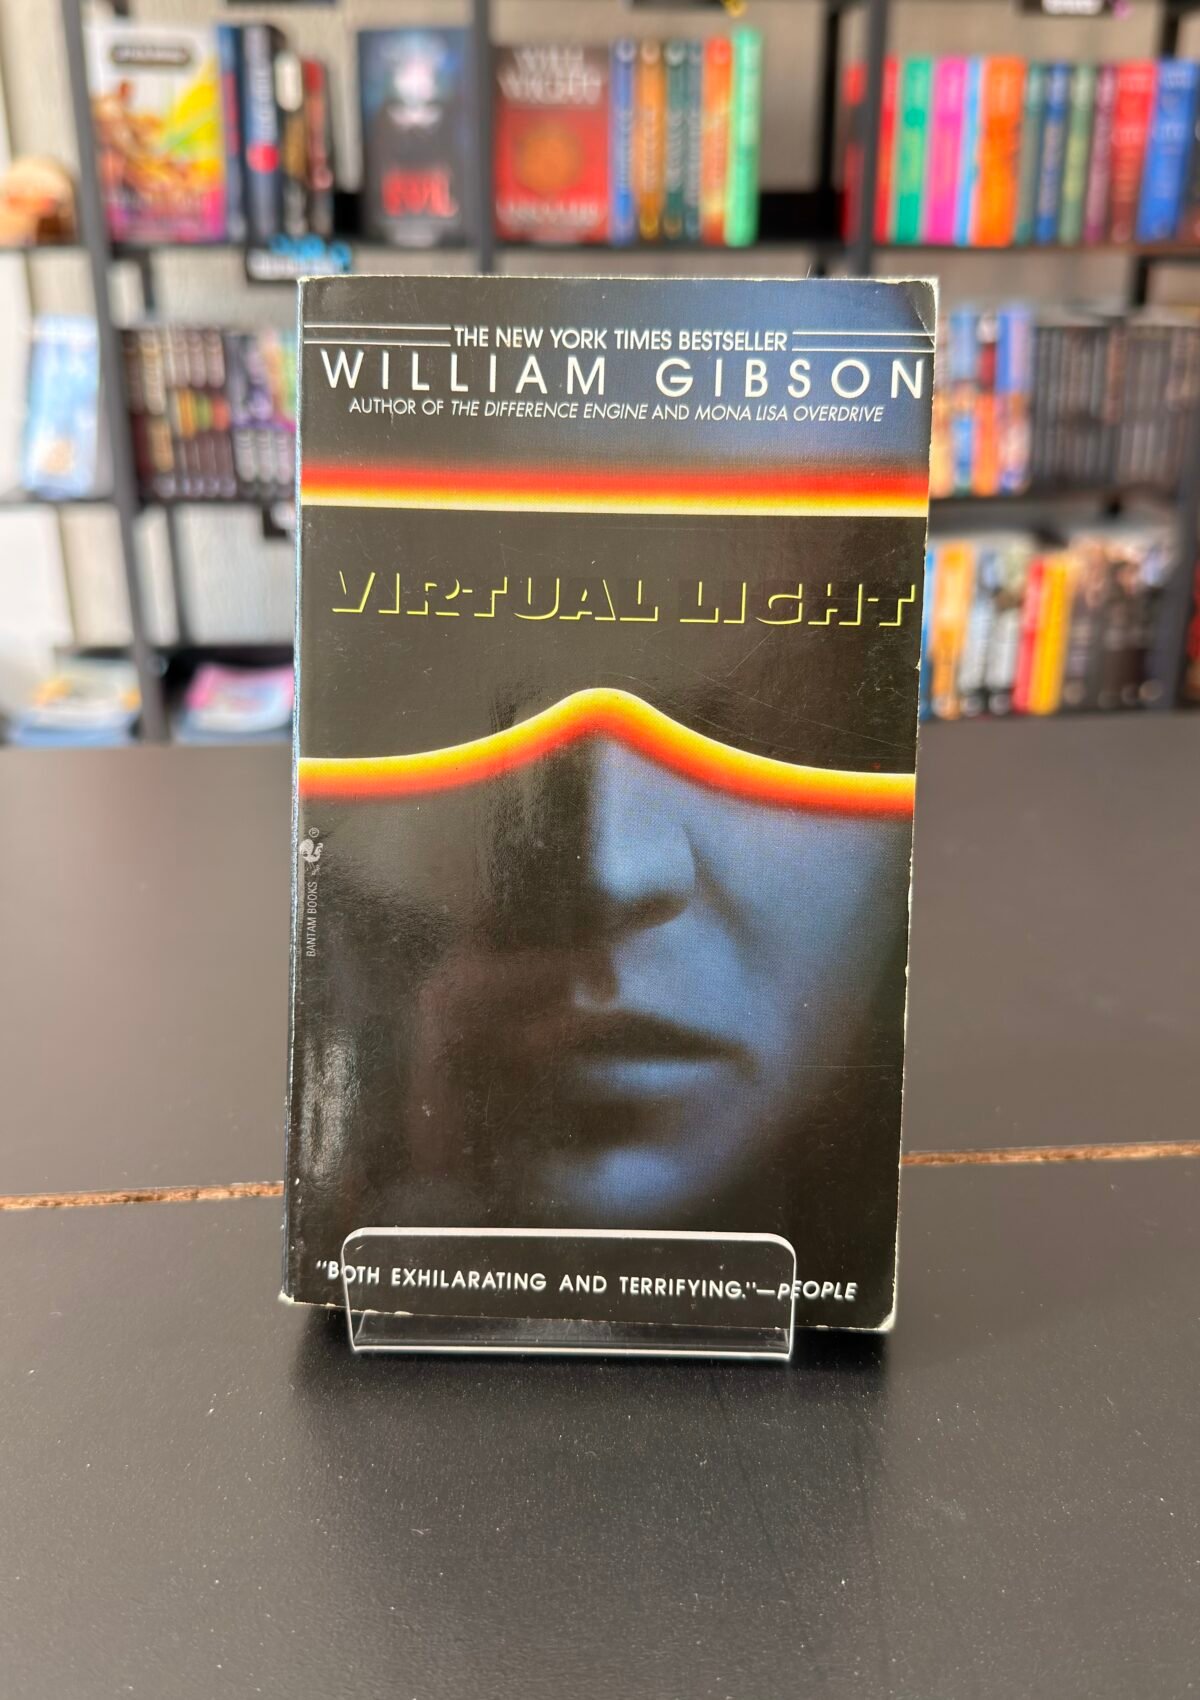 THE NEW YORK TIMES BESTSELLER
WILLIAM GIBSON
AUTHOR OF THE DIFFERENCE ENGINE AND MONA LISA OVERDRIVE
VIRTUAL LIGHT
BANTAM BOOKS
"BOTH EXHILARATING AND TERRIFYING."—PEOPLE
EVIL